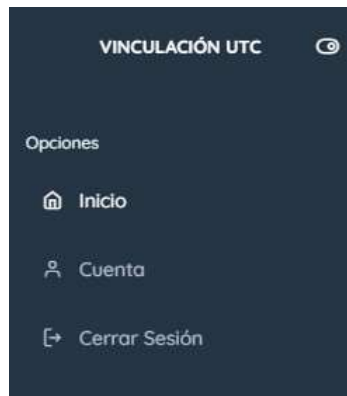 VINCULACIÓN UTC
Opciones
Inicio
Cuenta
Cerrar Sesión